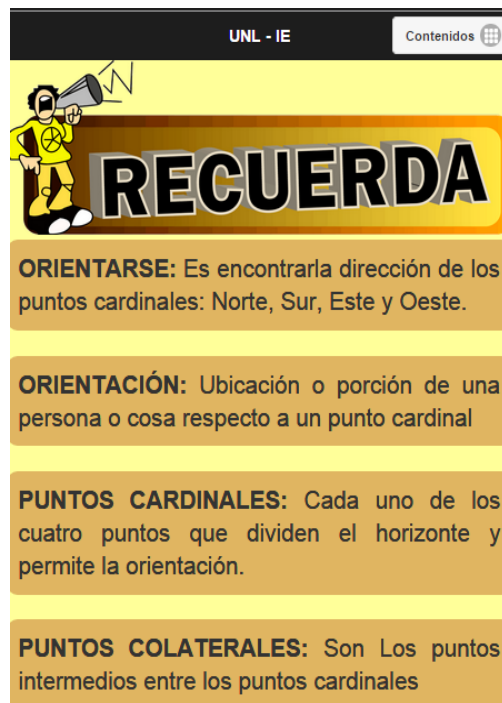 UNL - IE
Contenidos
RECUERDA
ORIENTARSE: Es encontrarla dirección de los
puntos cardinales: Norte, Sur, Este y Oeste.
ORIENTACIÓN: Ubicación o porción de una
persona o cosa respecto a un punto cardinal
PUNTOS CARDINALES: Cada uno de los
cuatro puntos que dividen el horizonte y
permite la orientación.
PUNTOS COLATERALES: Son Los puntos
intermedios entre los puntos cardinales